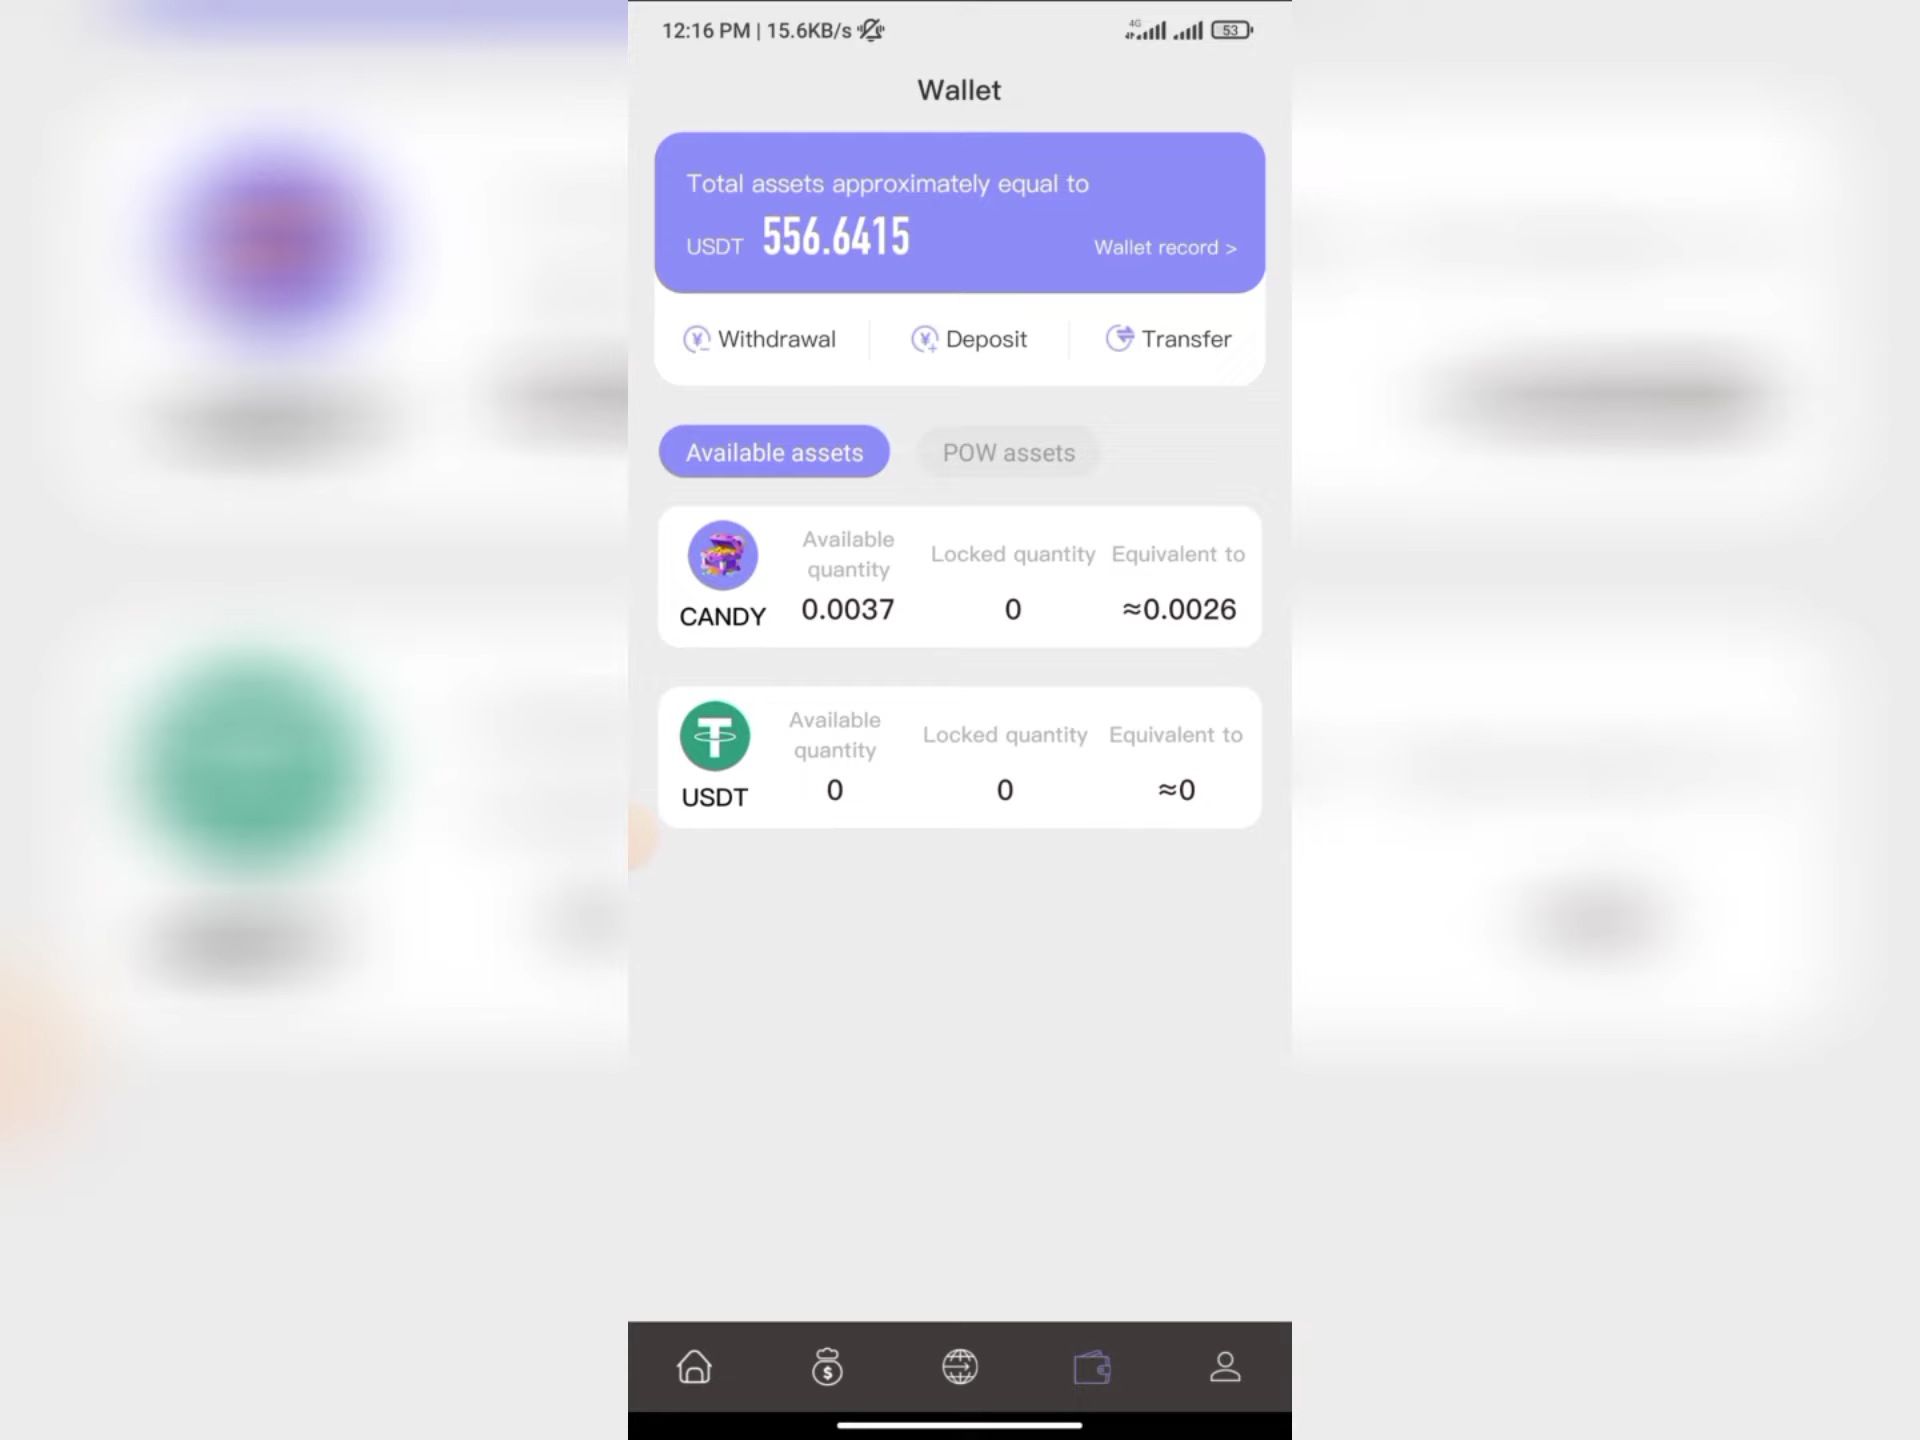 12:16 PM | 15.6KB/s 4G 53
Wallet
Total assets approximately equal to
USDT 556.6415 Wallet record >
Withdrawal Deposit Transfer
Available assets POW assets
Available quantity Locked quantity Equivalent to
CANDY 0.0037 0 ≈0.0026
Available quantity Locked quantity Equivalent to
USDT 0 0 ≈0